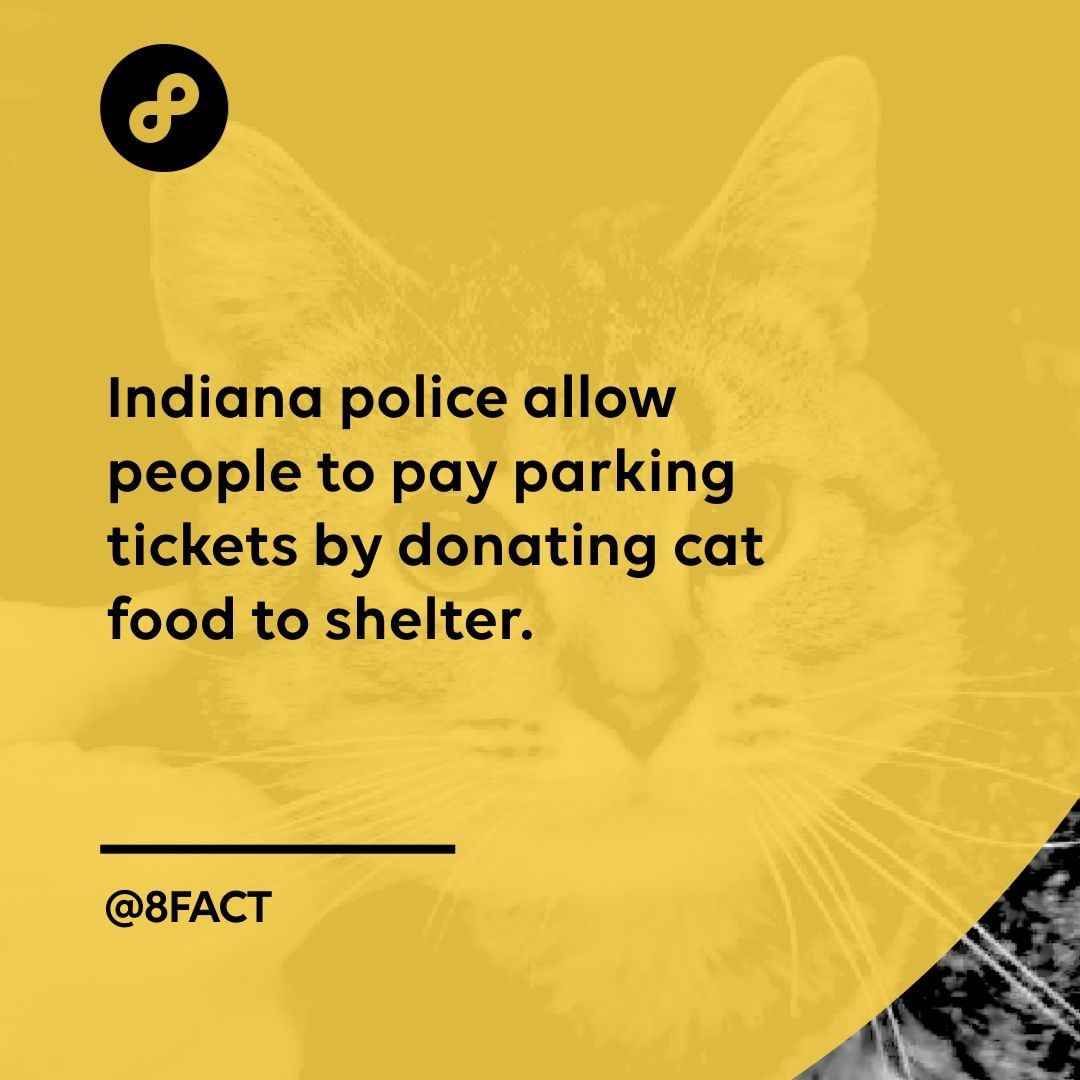 Indiana police allow
people to pay parking
tickets by donating cat
food to shelter.
@8FACT